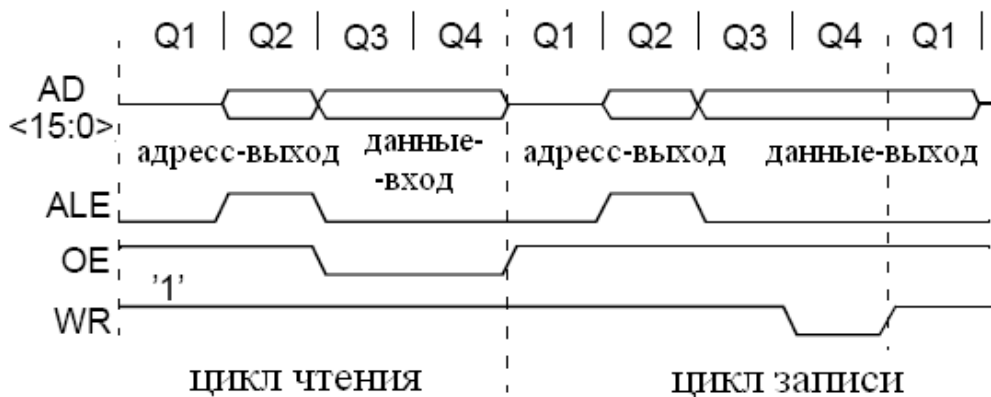 Q1 Q2 Q3 Q4 Q1 Q2 Q3 Q4 Q1
AD
<15:0>
адресс-выход данные- адресс-выход данные-выход
-вход
ALE
OE
'1'
WR
цикл чтения цикл записи